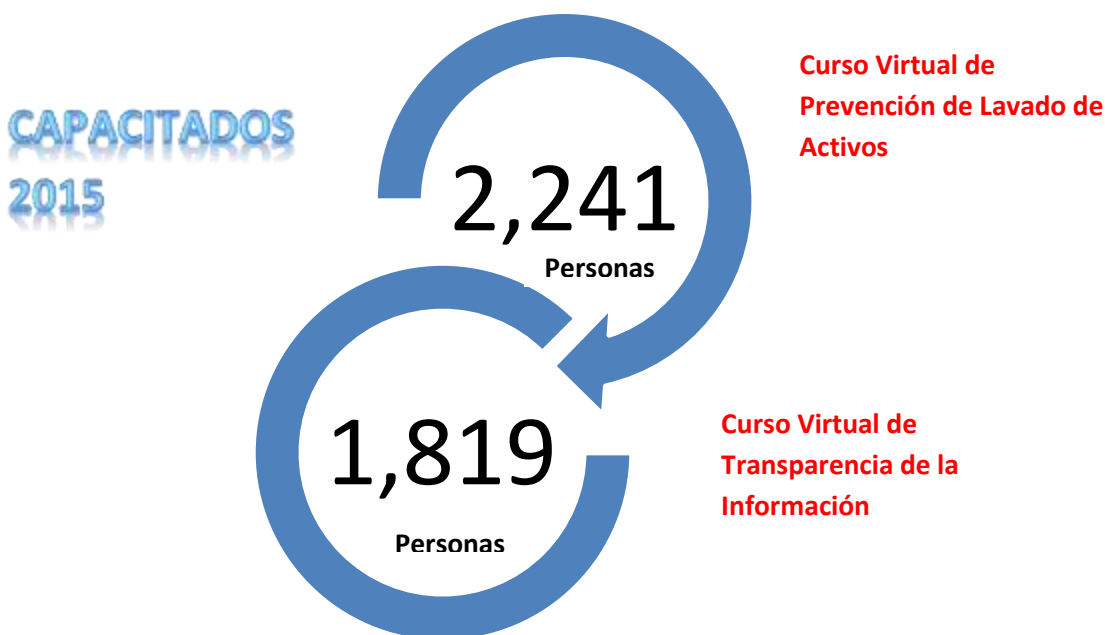 CAPACITADOS
2015
2,241
Personas
Curso Virtual de
Prevención de Lavado de
Activos
1,819
Personas
Curso Virtual de
Transparencia de la
Información